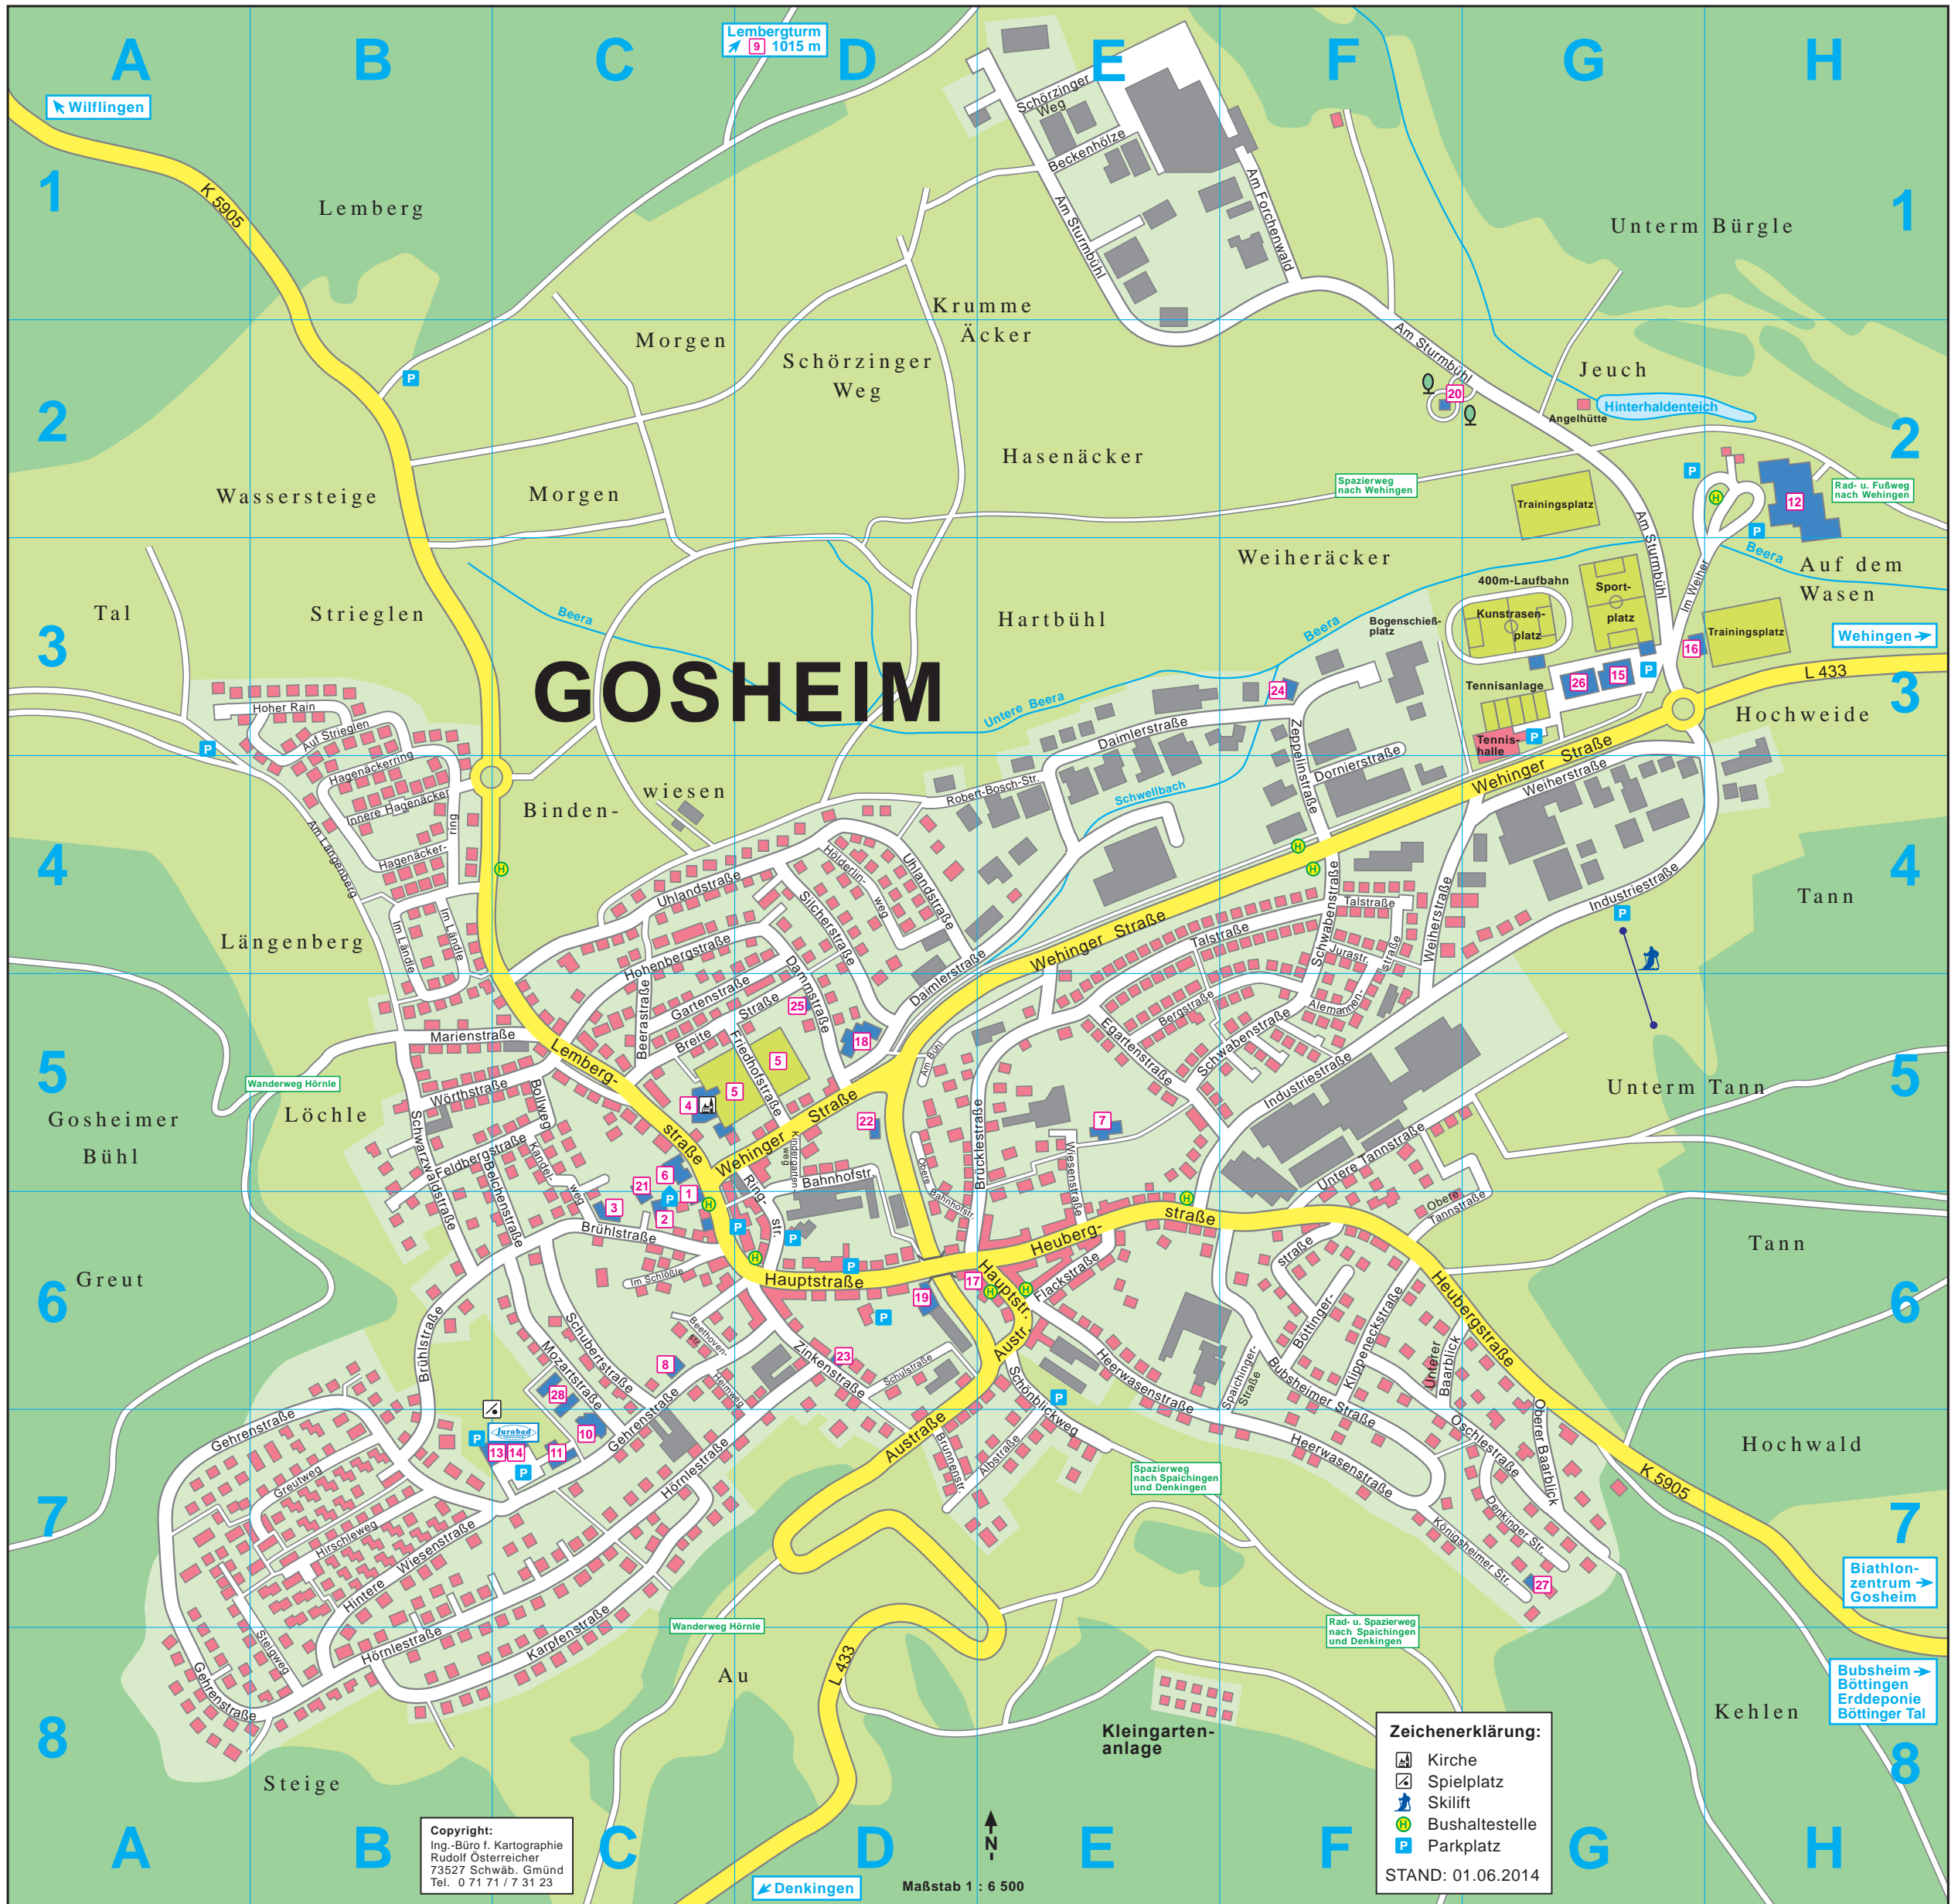 A
B
C
D
E
F
G
H
Lembergturm
9 1015 m
Wilflingen
K 5905
1
1
Lemberg
Schörzinger
Weg
Beckenhölze
Am Sturmbühl
Am Forchenwald
Unterm Bürgle
Krumme
Äcker
Morgen
Schörzinger
Weg
Am Sturmbühl
Jeuch
20
Angelhütte
Hinterhaldenteich
2
2
Hasenäcker
Wassersteige
Morgen
Spazierweg
nach Wehingen
Trainingsplatz
Am Sturmbühl
12
Rad- u. Fußweg
nach Wehingen
Weiheräcker
Beera
Auf dem
Wasen
Im Weiher
400m-Laufbahn
Sport-
platz
Kunstrasen-
platz
Trainingsplatz
16
Wehingen
Tal
Strieglen
Beera
Hartbühl
Beera
Bogenschieß-
platz
3
3
GOSHEIM
Untere Beera
24
Tennisanlage
26
15
L 433
Hochweide
Tennis-
halle
Hoher Rain
Auf Strieglen
Hagenäckerring
Innere Hagenäcker
Hagenäcker-
ring
Am Längenberg
Binden-
wiesen
Daimlerstraße
Robert-Bosch-Str.
Schwellbach
Zeppelinstraße
Dornierstraße
Wehinger Straße
Weiherstraße
4
4
Uhlandstraße
Hölderlin-
weg
Uhlandstraße
Silcherstraße
Im Ländle
Im Ländle
Längenberg
Hohenbergstraße
Wehinger Straße
Talstraße
Talstraße
Schwabenstraße
Jurastr.
Weiherstraße
Industriestraße
Tann
Daimlerstraße
Dammstraße
Gartenstraße
Beerastraße
Breite Straße
25
18
Friedhofstraße
5
5
4
Marienstraße
Lemberg-
straße
Wörthstraße
Bollweg
Bergstraße
Alemannen-
straße
Egartenstraße
Schwabenstraße
Industriestraße
Am Bühl
5
5
Wanderweg Hörnle
Gosheimer
Bühl
Löchle
Schwarzwaldstraße
Feldbergstraße
Belchenstraße
Kandel-
weg
Wehinger Straße
22
Kindergarten
weg
Bahnhofstr.
Obere
Bahnhofstr.
Brücklestraße
7
Wiesenstraße
Untere Tannstraße
Obere
Tannstraße
Unterm Tann
6
21
1
3
2
Ring-
str.
Brühlstraße
Im Schlößle
Hauptstraße
17
Hauptstr.
Heuberg-
straße
Flackstraße
Heubergstraße
Tann
Greut
6
6
19
Austr.
Brühlstraße
Schubertstraße
Mozartstraße
Beethoven-
str.
8
Heimweg
Zinkenstraße
23
Schulstraße
Schönblickweg
Heerwasenstraße
Spaichinger-
Straße
straße
Böttinger-
Klippeneckstraße
Bubsheimer Straße
Unterer
Baarblick
28
10
Gehrenstraße
Jurabad
13
14
11
Gehrenstraße
Greutweg
Hirschleweg
Hintere Wiesenstraße
Hörnlestraße
Austraße
Brunnenstr.
Albstraße
Spazierweg
nach Spaichingen
und Denkingen
Heerwasenstraße
Öschlestraße
Oberer Baarblick
Denkinger Str.
Königsheimer Str.
27
Hochwald
K 5905
7
7
Biathlon-
zentrum
Gosheim
Steigweg
Hörnlestraße
Karpfenstraße
Gehrenstraße
Wanderweg Hörnle
Rad- u. Spazierweg
nach Spaichingen
und Denkingen
Au
L 433
Bubsheim
Böttingen
Erddeponie
Böttinger Tal
Kehlen
Kleingarten-
anlage
8
8
Steige
Zeichenerklärung:
Kirche
Spielplatz
Skilift
H Bushaltestelle
P Parkplatz
STAND: 01.06.2014
Copyright:
Ing.-Büro f. Kartographie
Rudolf Österreicher
73527 Schwäb. Gmünd
Tel. 0 71 71 / 7 31 23
N
Maßstab 1 : 6 500
Denkingen
A
B
C
D
E
F
G
H